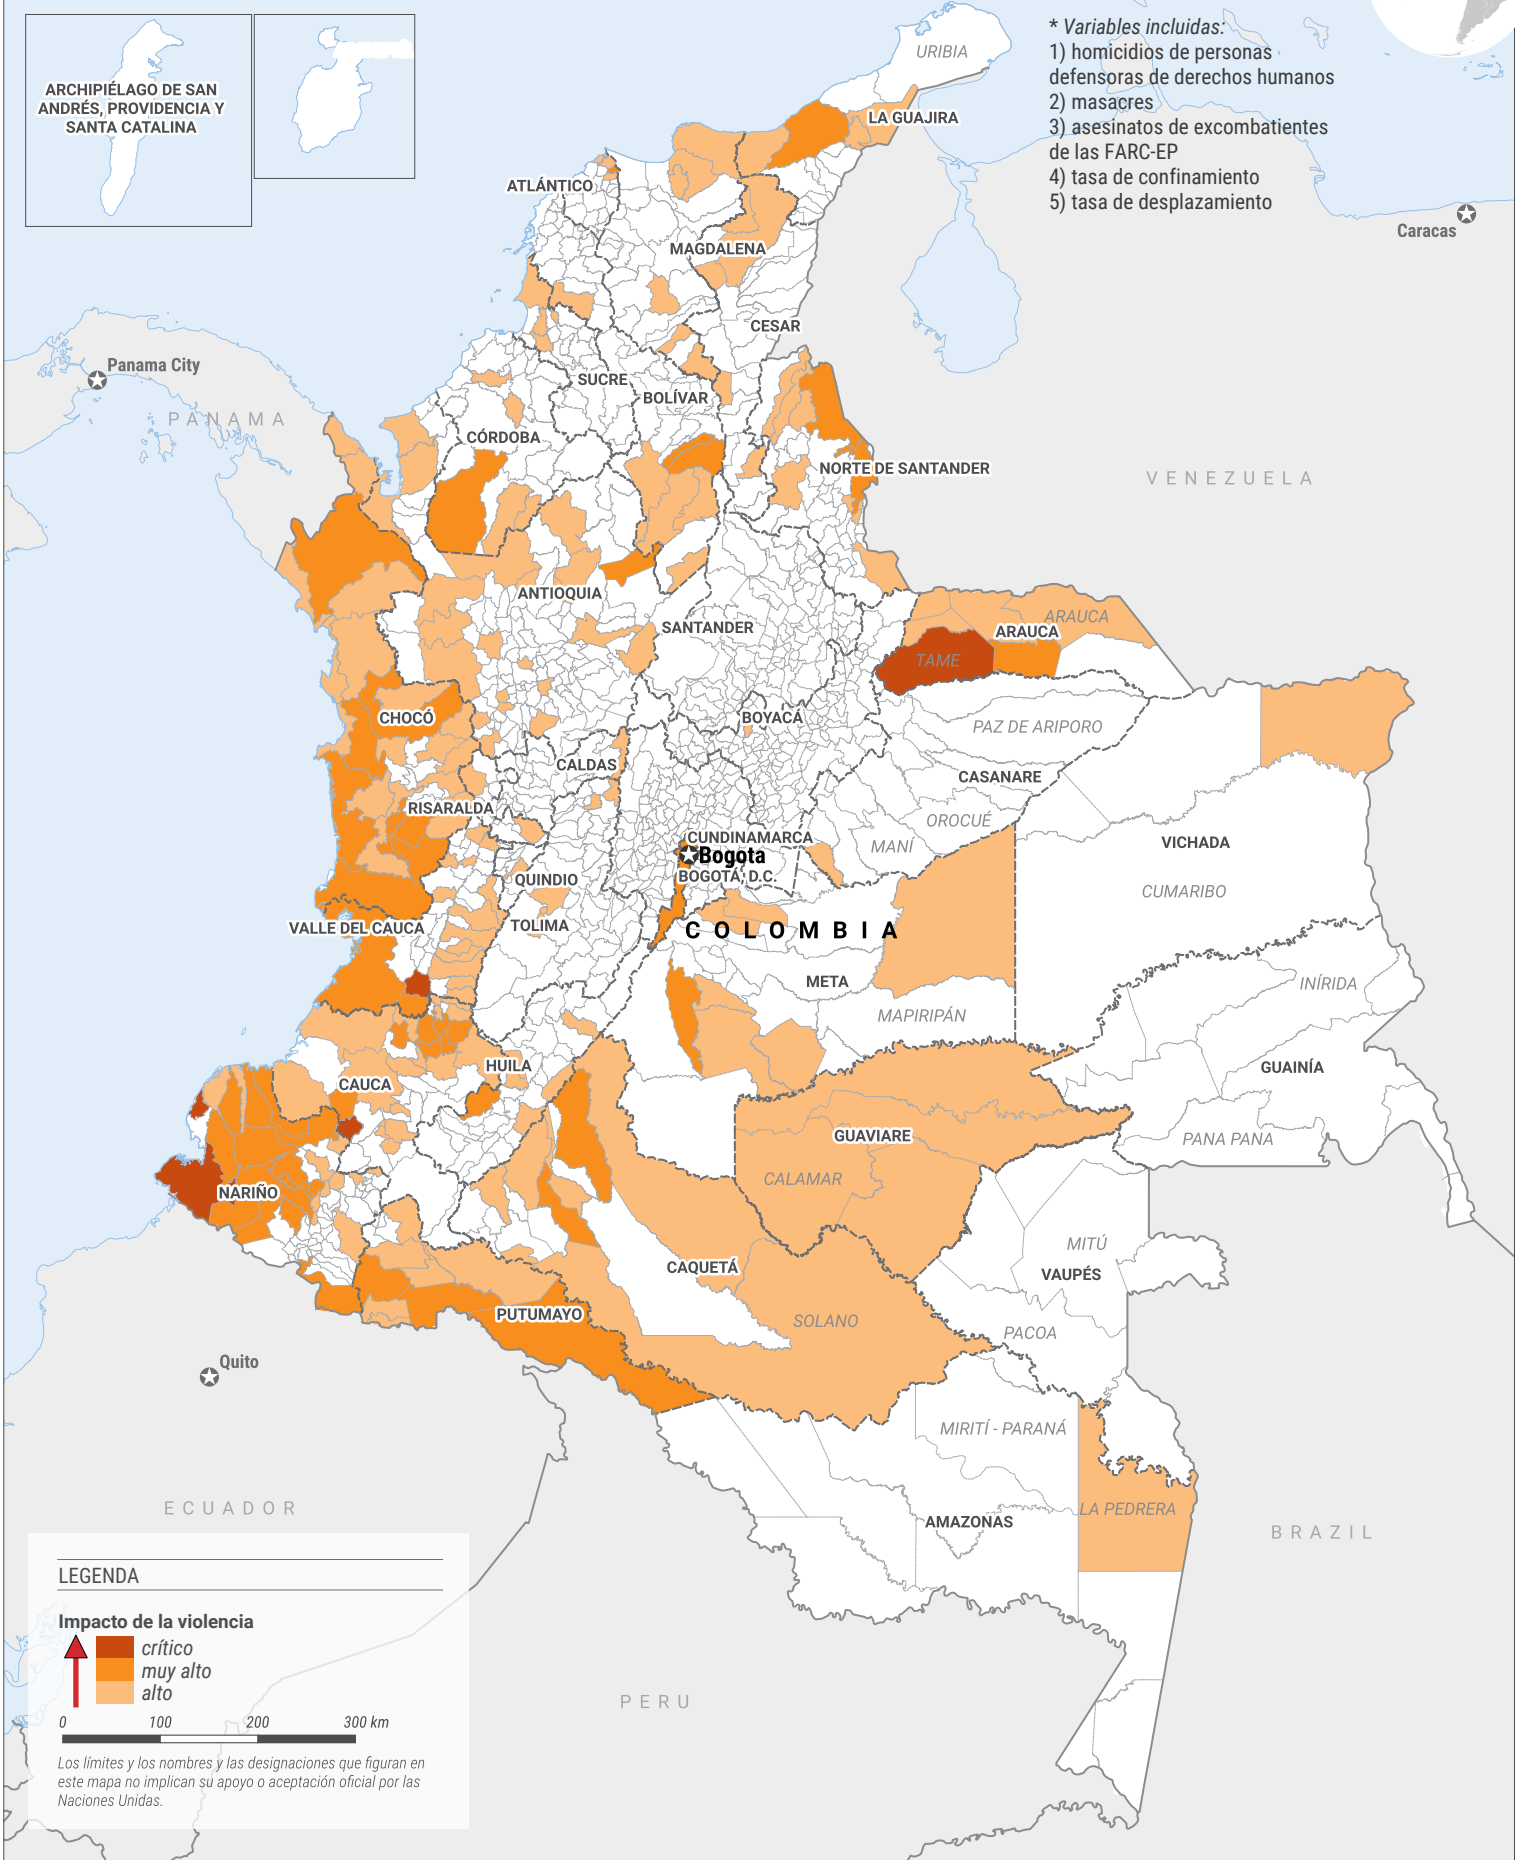 ARCHIPIÉLAGO DE SAN
ANDRÉS, PROVIDENCIA Y
SANTA CATALINA
* Variables incluidas:
1) homicidios de personas
defensoras de derechos humanos
2) masacres
3) asesinatos de excombatientes
de las FARC-EP
4) tasa de confinamiento
5) tasa de desplazamiento
URIBIA
LA GUAJIRA
ATLÁNTICO
Caracas
MAGDALENA
CESAR
Panama City
SUCRE
BOLÍVAR
PANAMA
CÓRDOBA
NORTE DE SANTANDER
VENEZUELA
ANTIOQUIA
SANTANDER
ARAUCA
ARAUCA
TAME
CHOCÓ
BOYACÁ
PAZ DE ARIPORO
CALDAS
CASANARE
RISARALDA
OROCUÉ
CUNDINAMARCA
MANÍ
VICHADA
Bogota
BOGOTÁ, D.C.
QUINDIO
CUMARIBO
VALLE DEL CAUCA
TOLIMA
COLOMBIA
META
INÍRIDA
MAPIRIPÁN
HUILA
GUAINÍA
CAUCA
GUAVIARE
PANA PANA
CALAMAR
NARIÑO
MITÚ
CAQUETÁ
VAUPÉS
PUTUMAYO
SOLANO
PACOA
Quito
MIRITÍ - PARANÁ
ECUADOR
LA PEDRERA
AMAZONAS
BRAZIL
PERU
LEGENDA
Impacto de la violencia
crítico
muy alto
alto
0 100 200 300 km
Los límites y los nombres y las designaciones que figuran en
este mapa no implican su apoyo o aceptación oficial por las
Naciones Unidas.